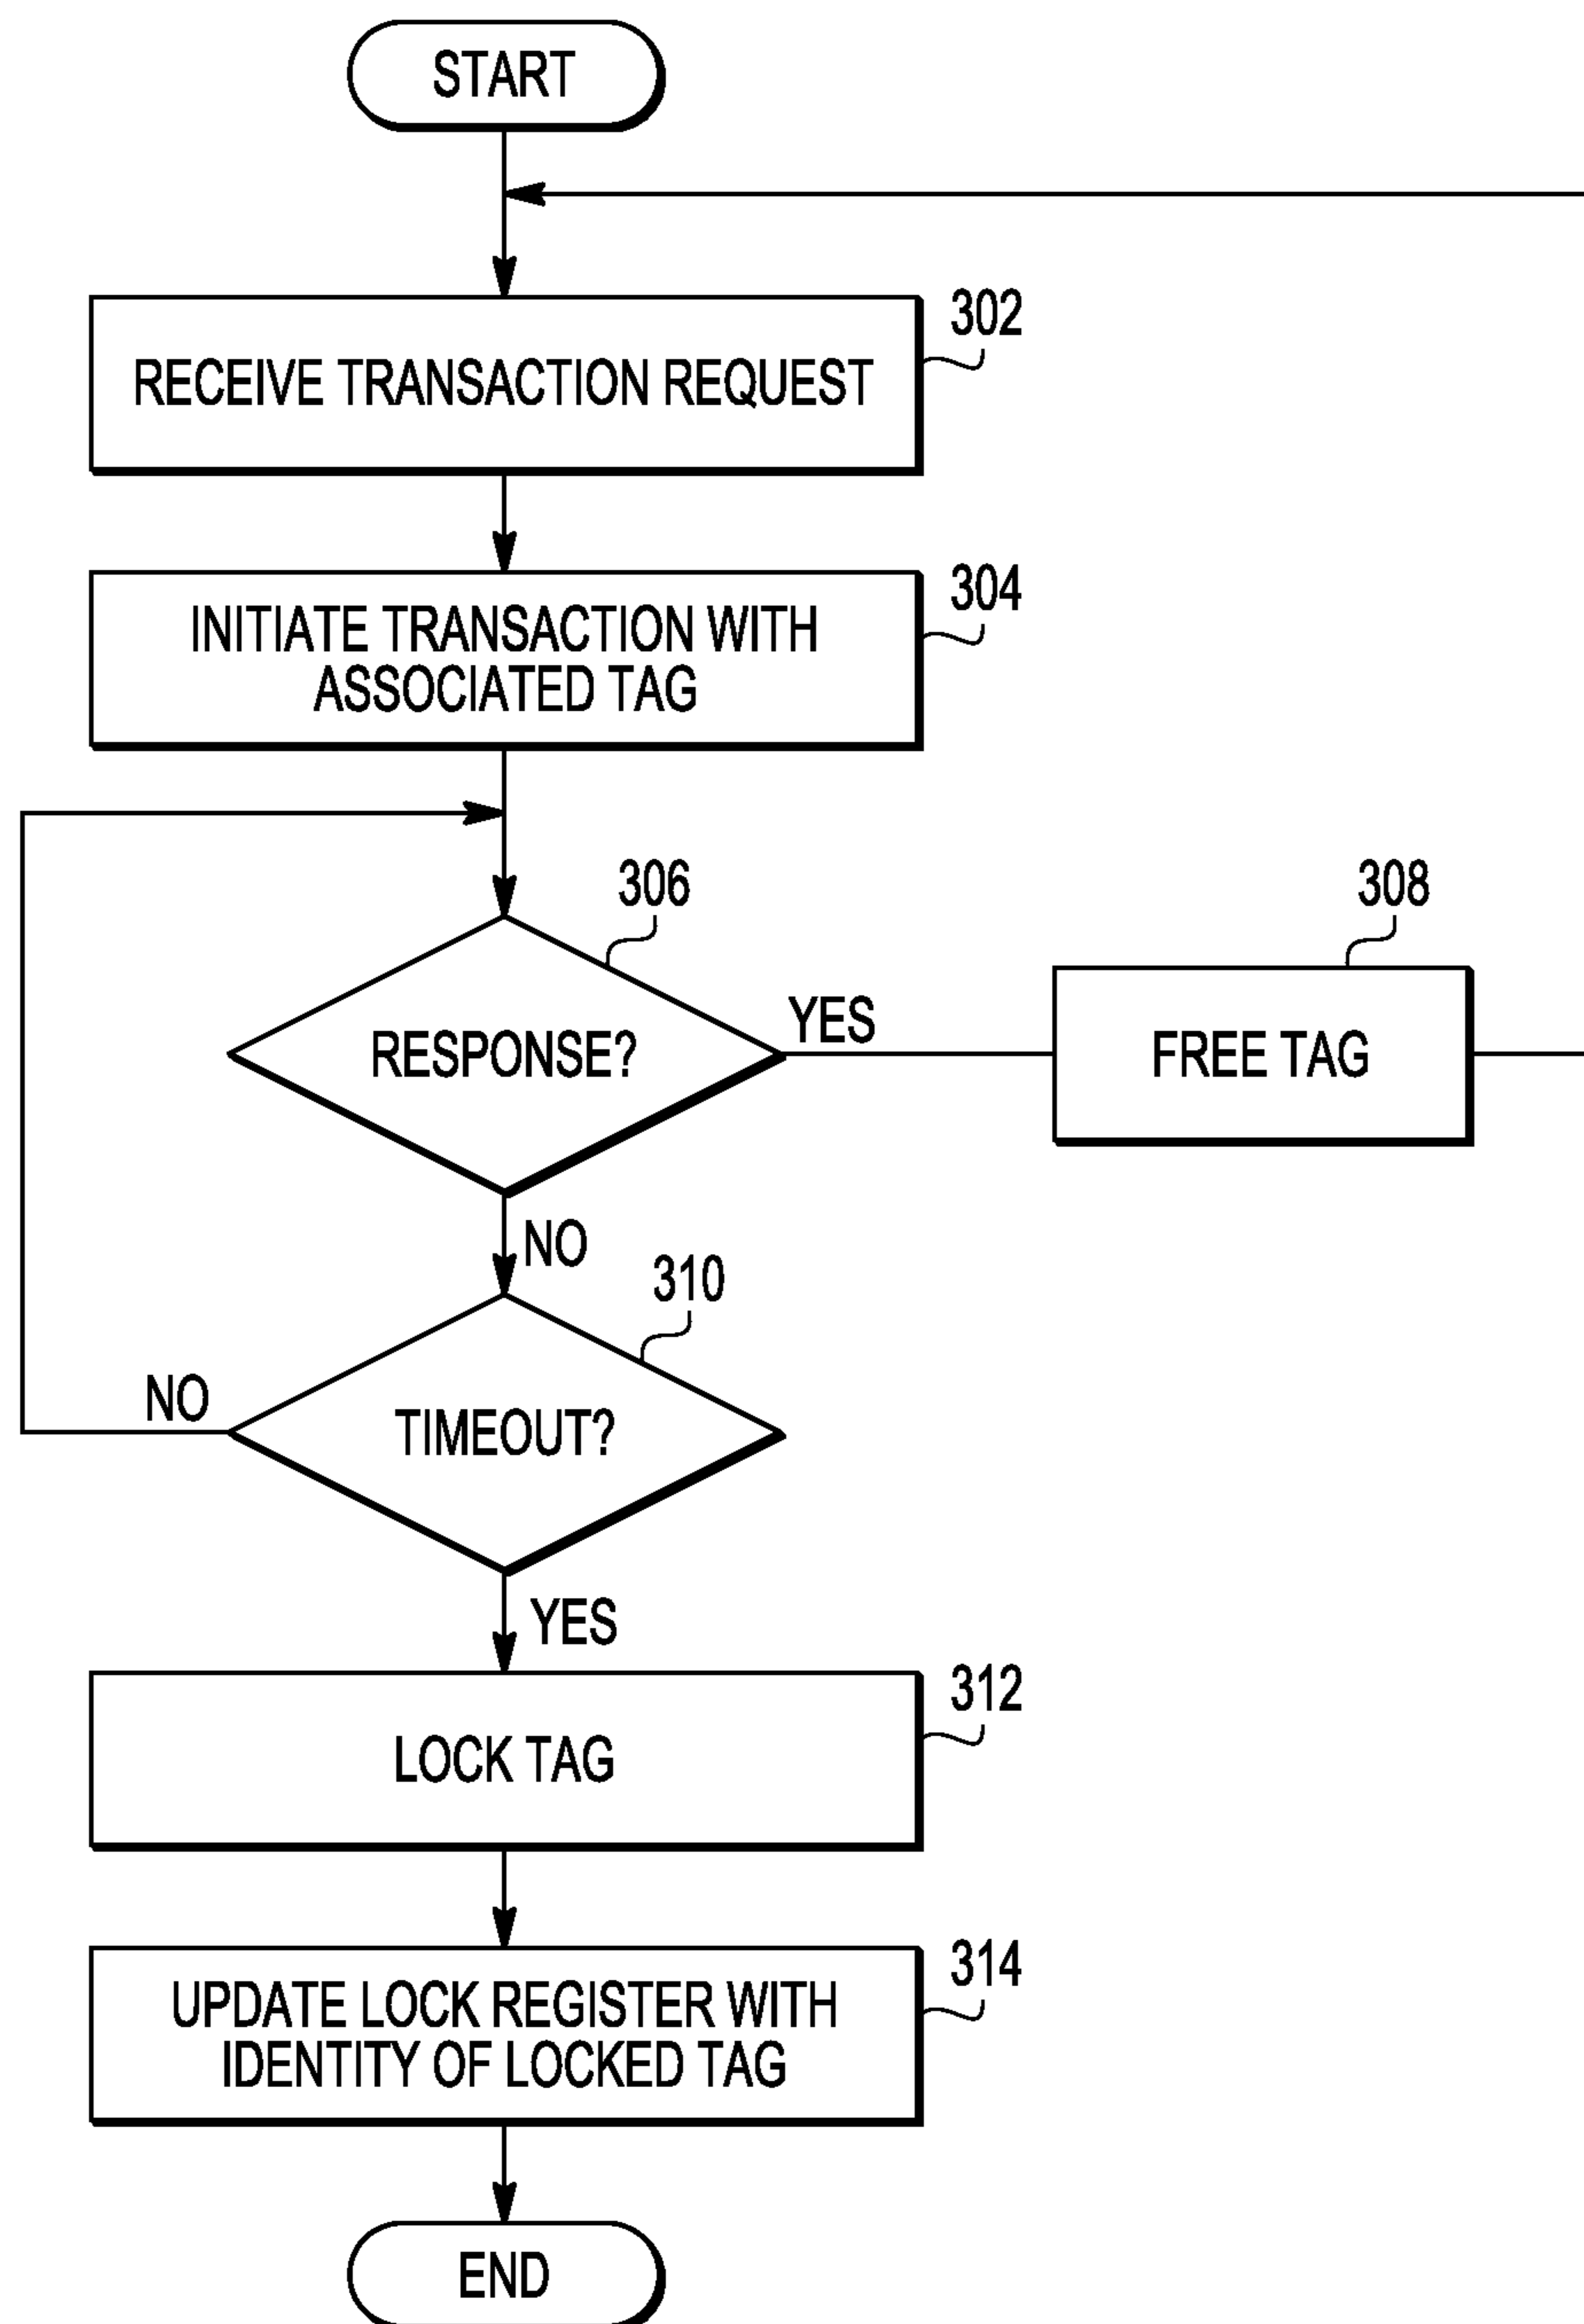 START
302
RECEIVE TRANSACTION REQUEST
304
INITIATE TRANSACTION WITH
ASSOCIATED TAG
306
308
YES
RESPONSE?
FREE TAG
NO
310
NO
TIMEOUT?
YES
312
LOCK TAG
314
UPDATE LOCK REGISTER WITH
IDENTITY OF LOCKED TAG
END